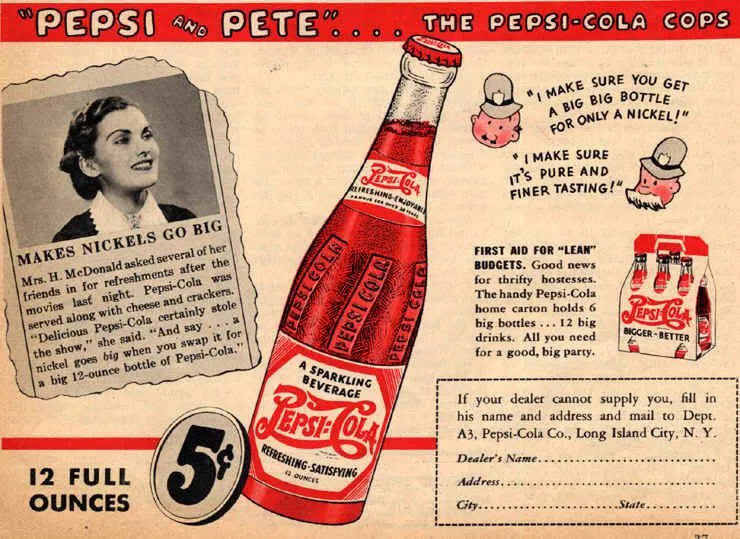 "PEPSI AND PETE".... THE PEPSI-COLA COPS
MAKES NICKELS GO BIG
Mrs. H. McDonald asked several of her
friends in for refreshments after the
movies last night. Pepsi-Cola was
served along with cheese and crackers.
"Delicious Pepsi-Cola certainly stole
the show," she said. "And say . . . a
nickel goes big when you swap it for
a big 12-ounce bottle of Pepsi-Cola."
12 FULL
OUNCES
5¢
PEPSI-COLA
REFRESHING-ENJOYABLE
PEPSI COLA
PEPSI COLA
PEPSI COLA
A SPARKLING
BEVERAGE
PEPSI-COLA
REFRESHING-SATISFYING
12 OUNCES
"I MAKE SURE YOU GET
A BIG BIG BOTTLE
FOR ONLY A NICKEL!"
"I MAKE SURE
IT'S PURE AND
FINER TASTING!"
FIRST AID FOR "LEAN"
BUDGETS. Good news
for thrifty hostesses.
The handy Pepsi-Cola
home carton holds 6
big bottles . . . 12 big
drinks. All you need
for a good, big party.
PEPSI-COLA
BIGGER-BETTER
If your dealer cannot supply you, fill in
his name and address and mail to Dept.
A3, Pepsi-Cola Co., Long Island City, N. Y.
Dealer's Name..............................
Address..............................
City....................State............